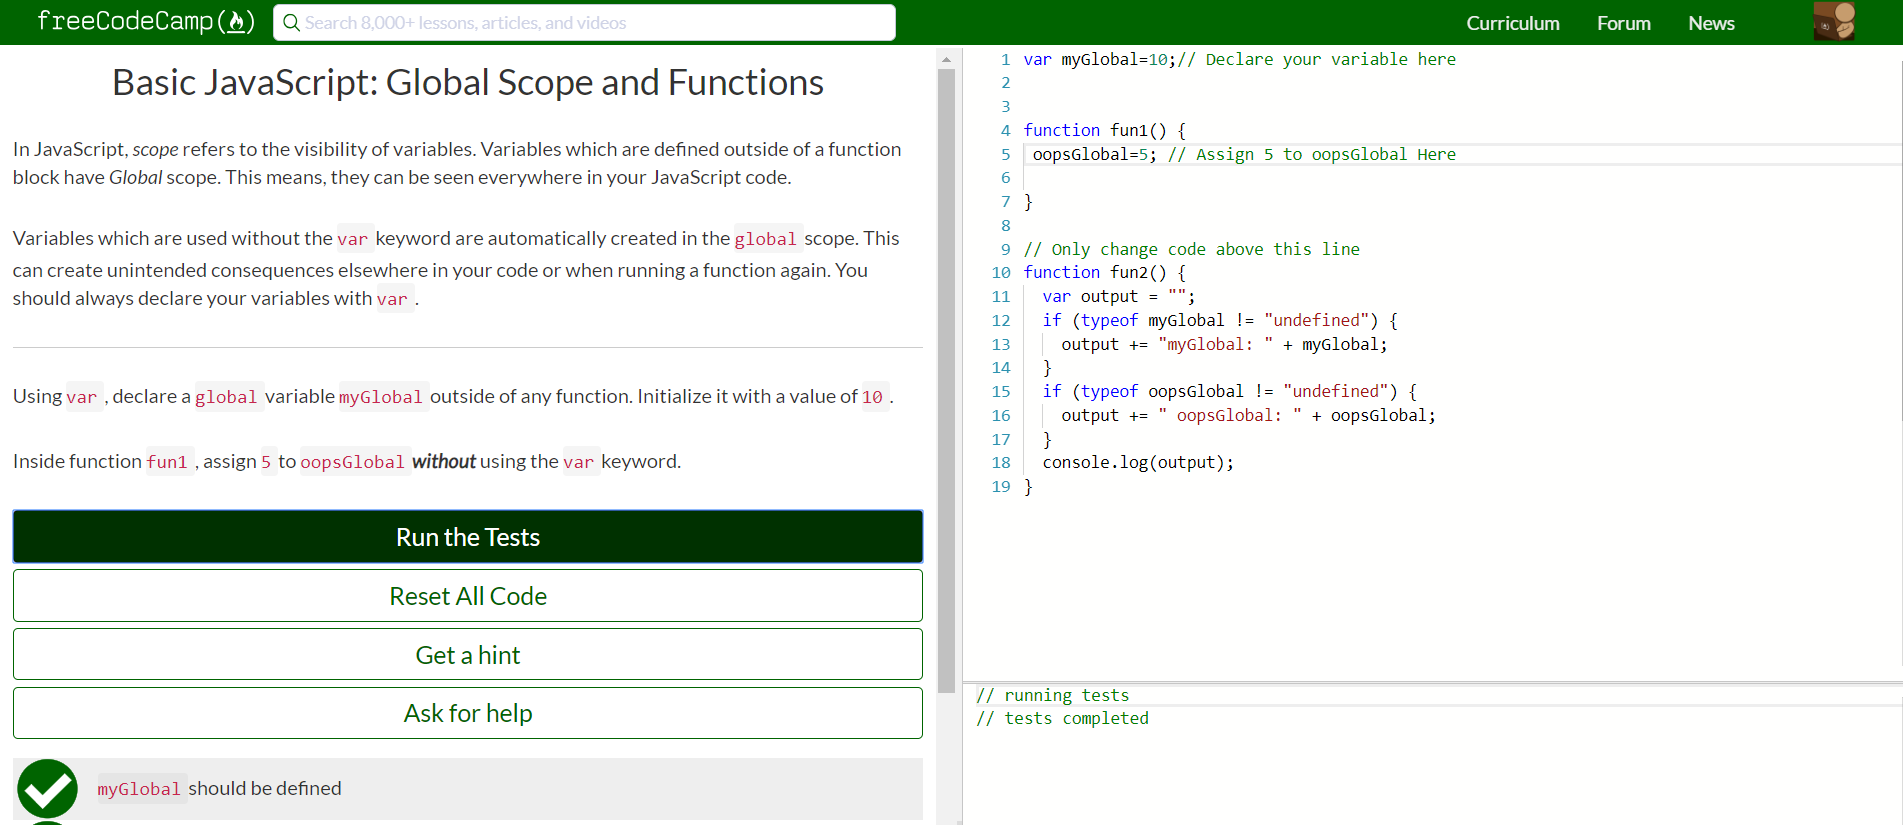 freeCodeCamp
Search 8,000+ lessons, articles, and videos
Curriculum
Forum
News
Basic JavaScript: Global Scope and Functions
In JavaScript, scope refers to the visibility of variables. Variables which are defined outside of a function
block have Global scope. This means, they can be seen everywhere in your JavaScript code.
Variables which are used without the var keyword are automatically created in the global scope. This
can create unintended consequences elsewhere in your code or when running a function again. You
should always declare your variables with var .
Using var , declare a global variable myGlobal outside of any function. Initialize it with a value of 10 .
Inside function fun1 , assign 5 to oopsGlobal without using the var keyword.
Run the Tests
Reset All Code
Get a hint
Ask for help
myGlobal should be defined
1 var myGlobal=10;// Declare your variable here
2
3
4 function fun1() {
5 oopsGlobal=5; // Assign 5 to oopsGlobal Here
6
7 }
8
9 // Only change code above this line
10 function fun2() {
11 var output = "";
12 if (typeof myGlobal != "undefined") {
13 output += "myGlobal: " + myGlobal;
14 }
15 if (typeof oopsGlobal != "undefined") {
16 output += " oopsGlobal: " + oopsGlobal;
17 }
18 console.log(output);
19 }
// running tests
// tests completed